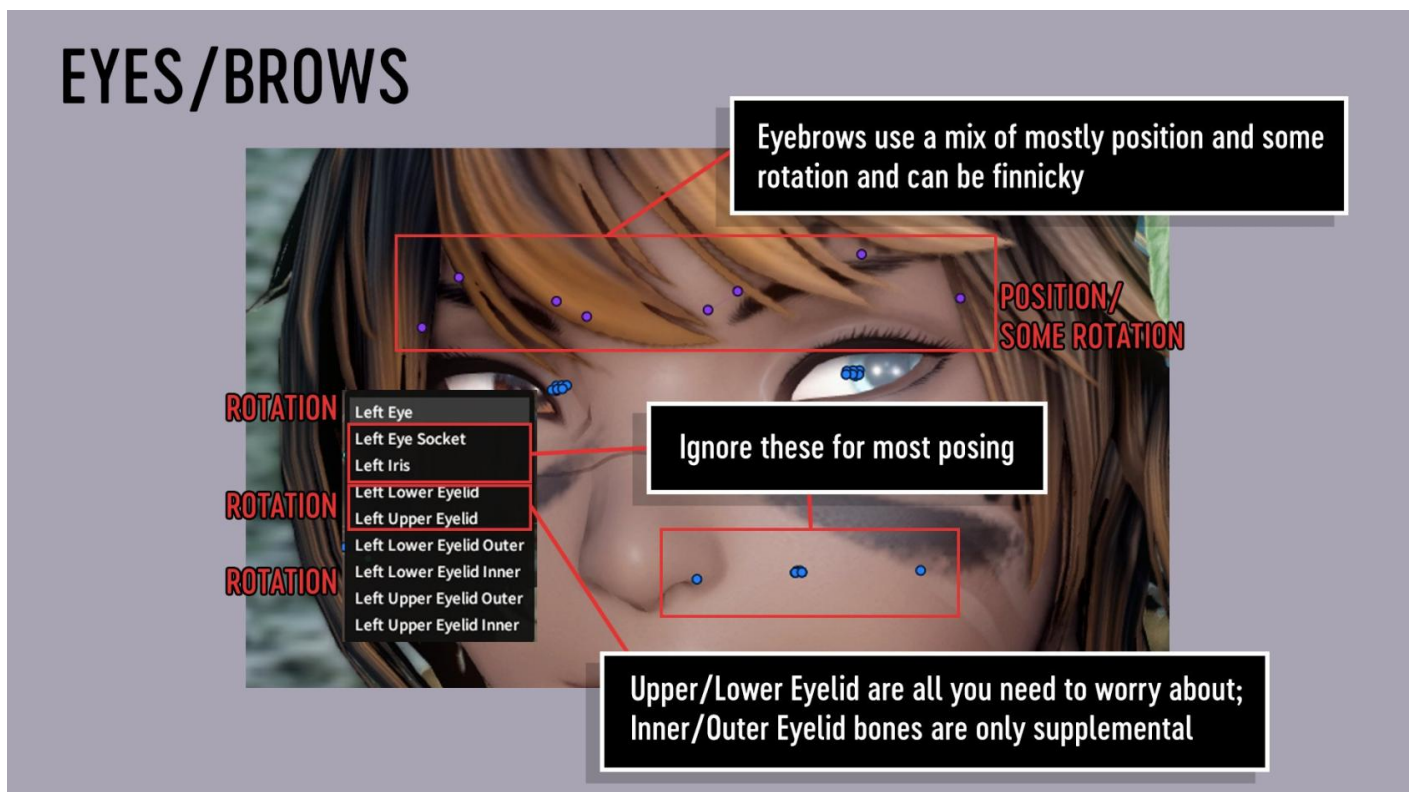 EYES/BROWS
Eyebrows use a mix of mostly position and some
rotation and can be finnicky
POSITION/
SOME ROTATION
ROTATION
Left Eye
Left Eye Socket
Left Iris
Ignore these for most posing
ROTATION
Left Lower Eyelid
Left Upper Eyelid
Left Lower Eyelid Outer
ROTATION
Left Lower Eyelid Inner
Left Upper Eyelid Outer
Left Upper Eyelid Inner
Upper/Lower Eyelid are all you need to worry about;
Inner/Outer Eyelid bones are only supplemental